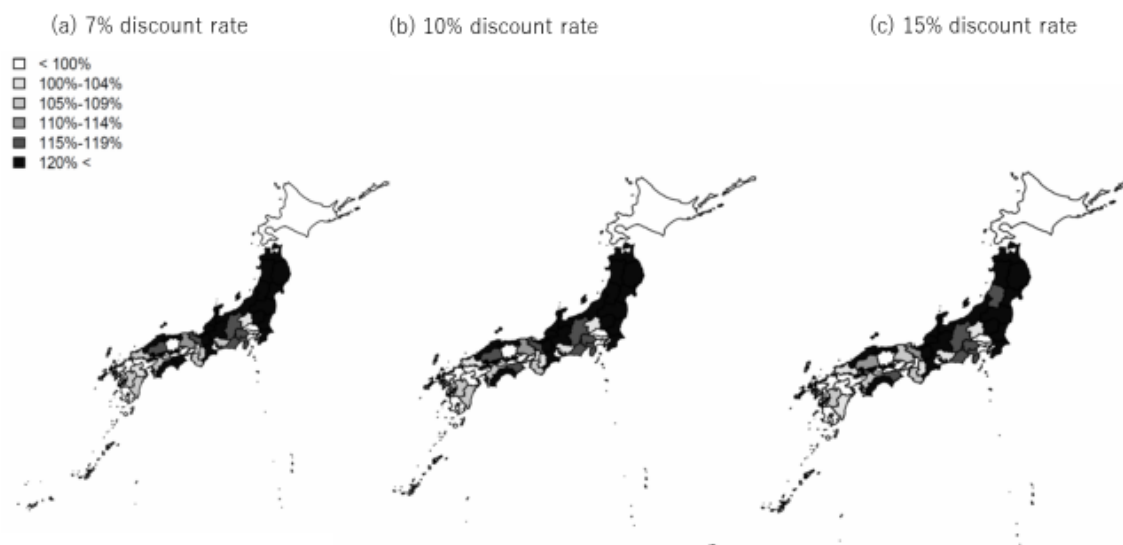 (a) 7% discount rate
(b) 10% discount rate
(c) 15% discount rate
< 100%
100%-104%
105%-109%
110%-114%
115%-119%
120% <